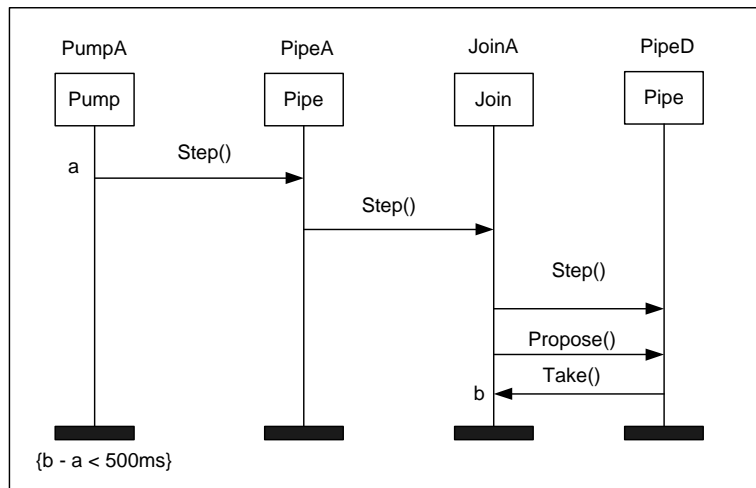 PumpA PipeA JoinA PipeD
Pump Pipe Join Pipe
a Step()
Step()
Step()
Propose()
b Take()
{b - a < 500ms}